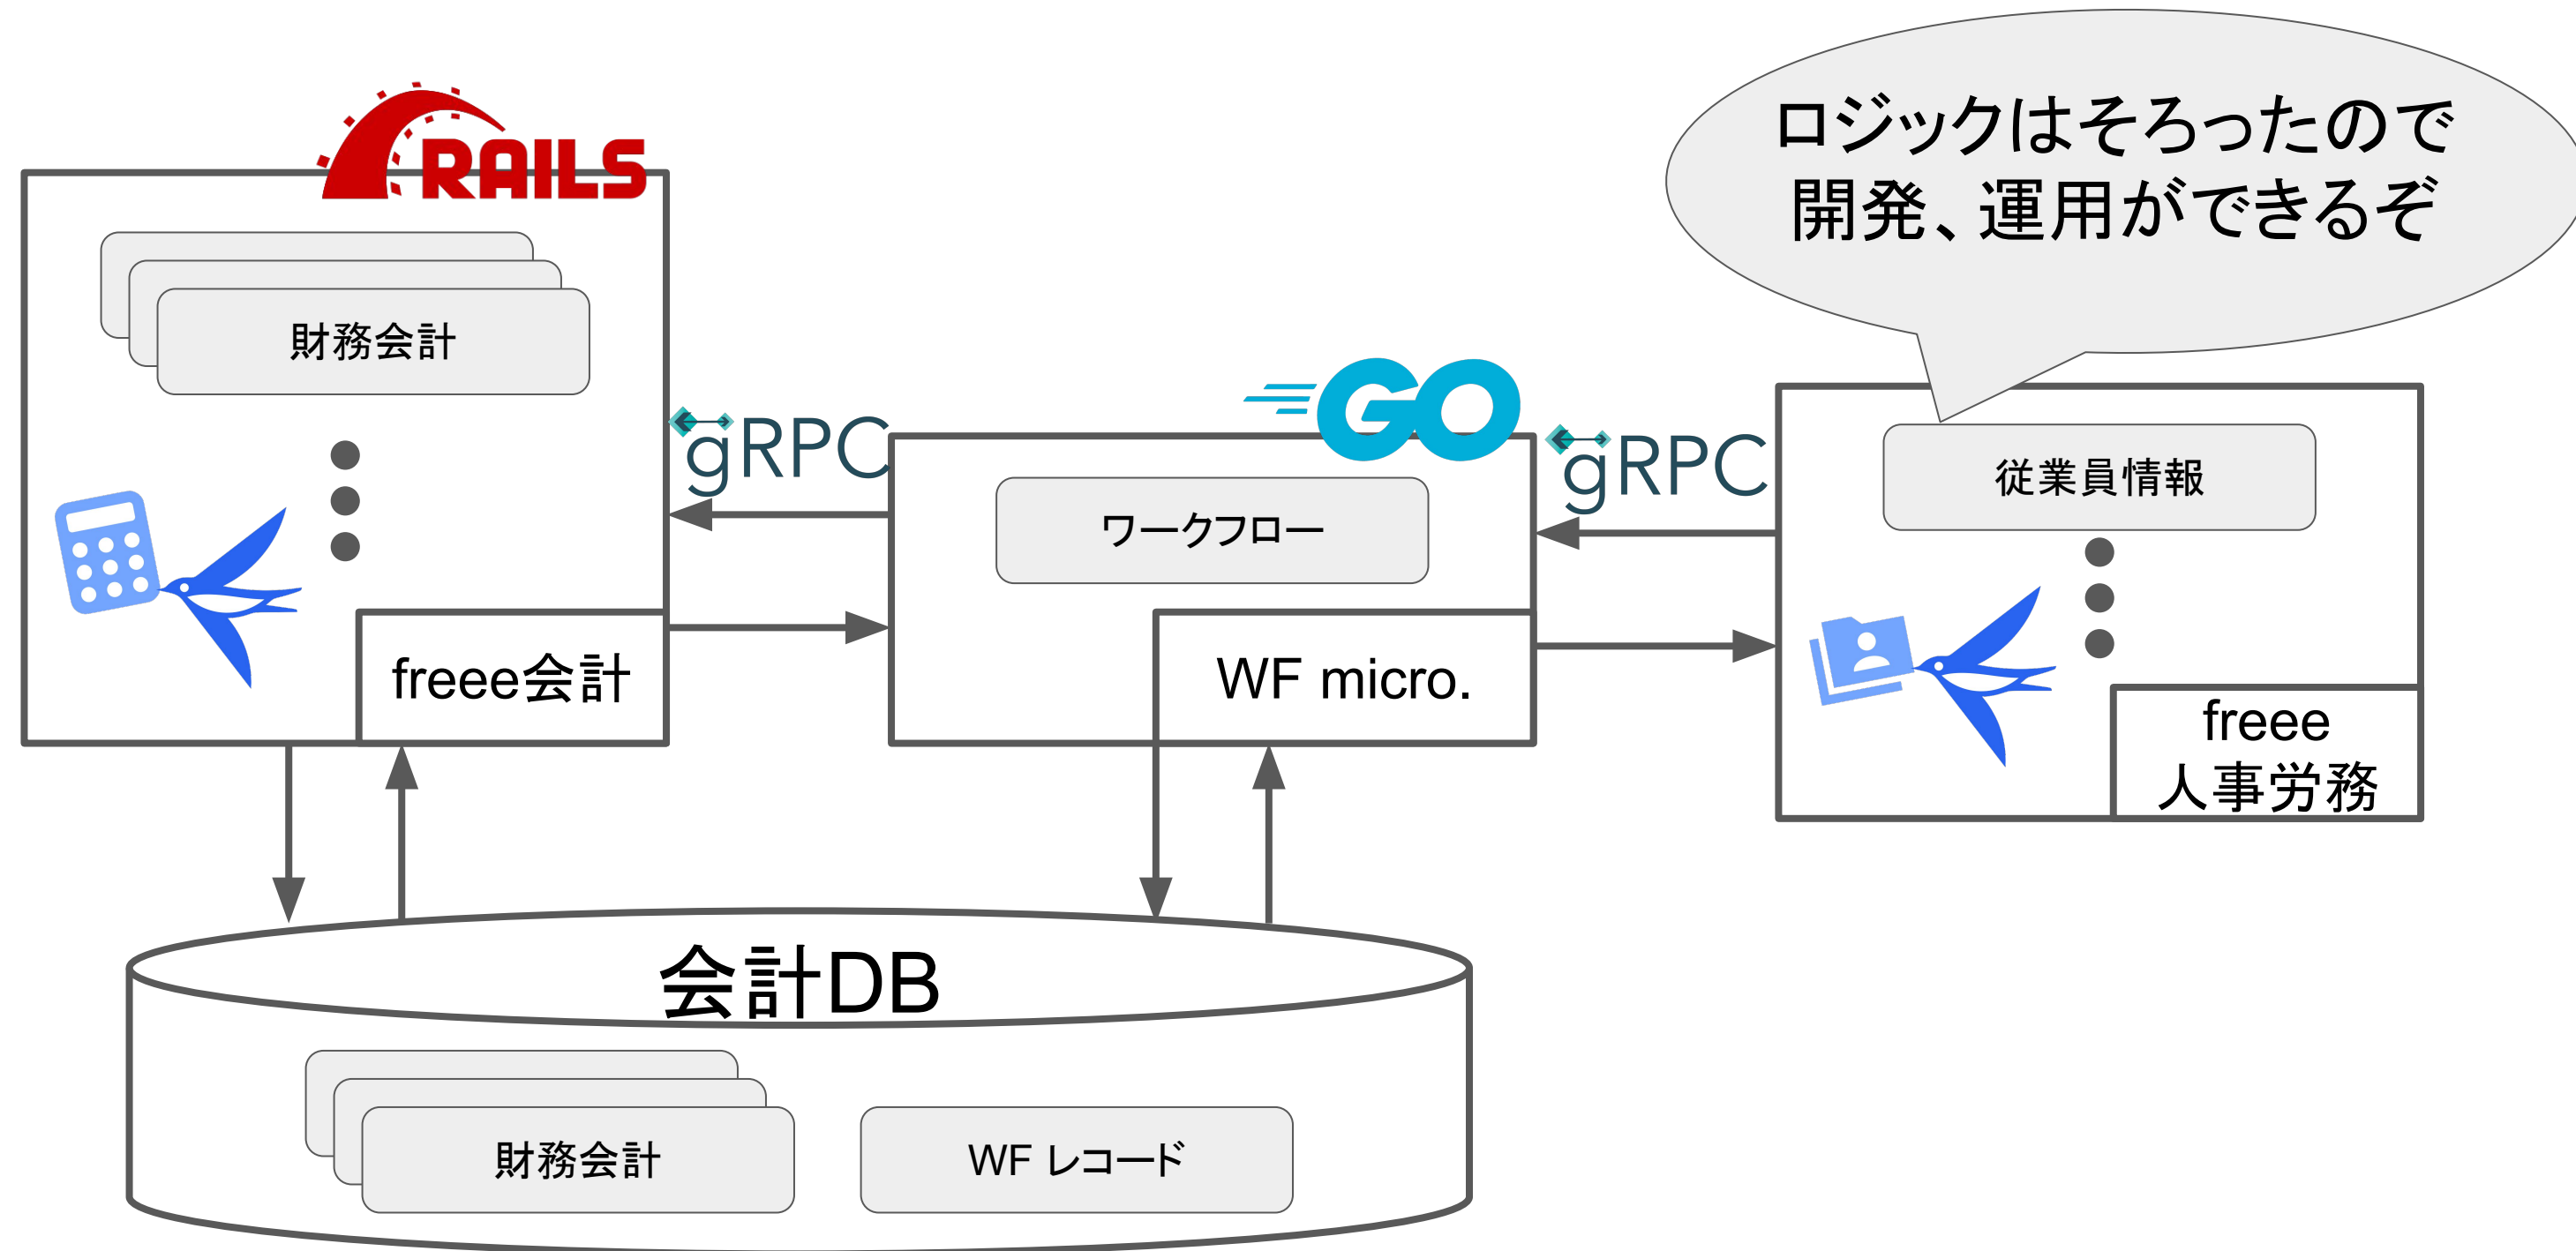 RAILS
財務会計
freee会計
gRPC
GO
ワークフロー
WF micro.
gRPC
ロジックはそろったので
開発、運用ができるぞ
従業員情報
freee
人事労務
会計DB
財務会計
WF レコード